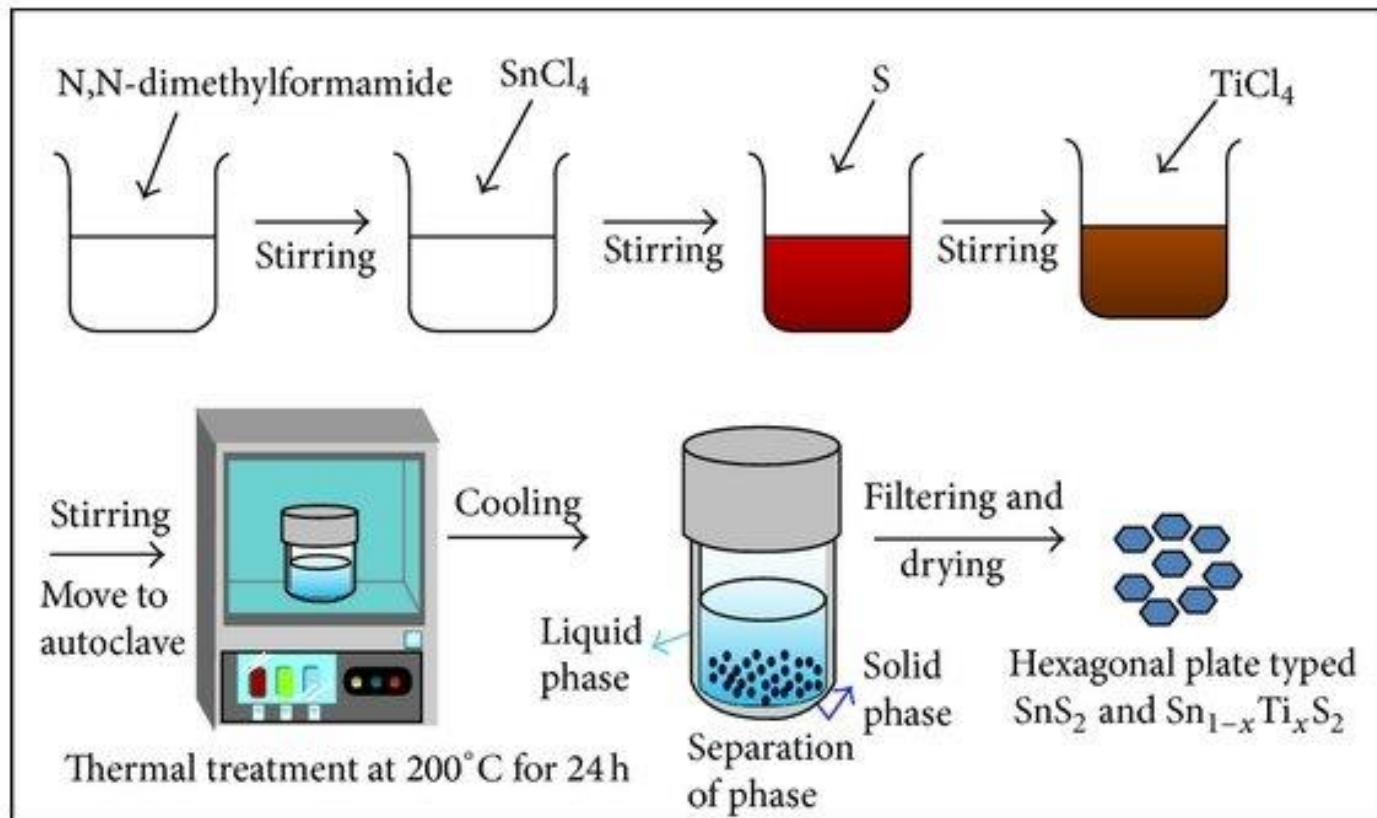 N,N-dimethylformamide
SnCl₄
S
TiCl₄
Stirring
Stirring
Stirring
Stirring
Move to
autoclave
Cooling
Filtering and
drying
Liquid
phase
Solid
phase
Separation
of phase
Hexagonal plate typed
SnS₂ and Sn₁₋ₓTiₓS₂
Thermal treatment at 200°C for 24 h